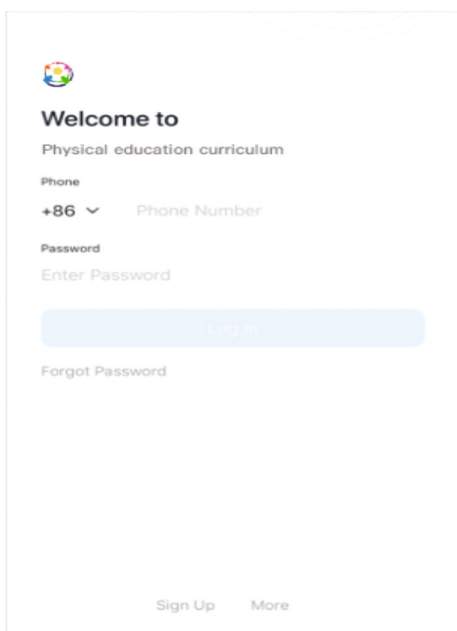 Welcome to
Physical education curriculum
Phone
+86 Phone Number
Password
Enter Password
Log In
Forgot Password
Sign Up More